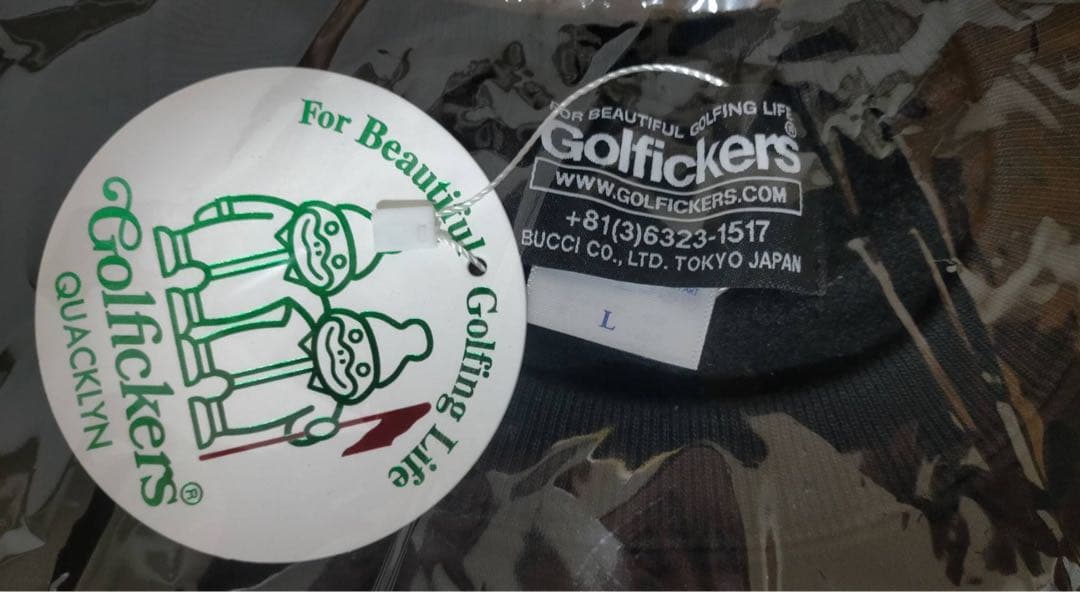 For Beautiful Golfing Life
Golfickers®
QUACKLYN
FOR BEAUTIFUL GOLFING LIFE
Golfickers®
WWW.GOLFICKERS.COM
+81(3)6323-1517
BUCCI CO., LTD. TOKYO JAPAN
L